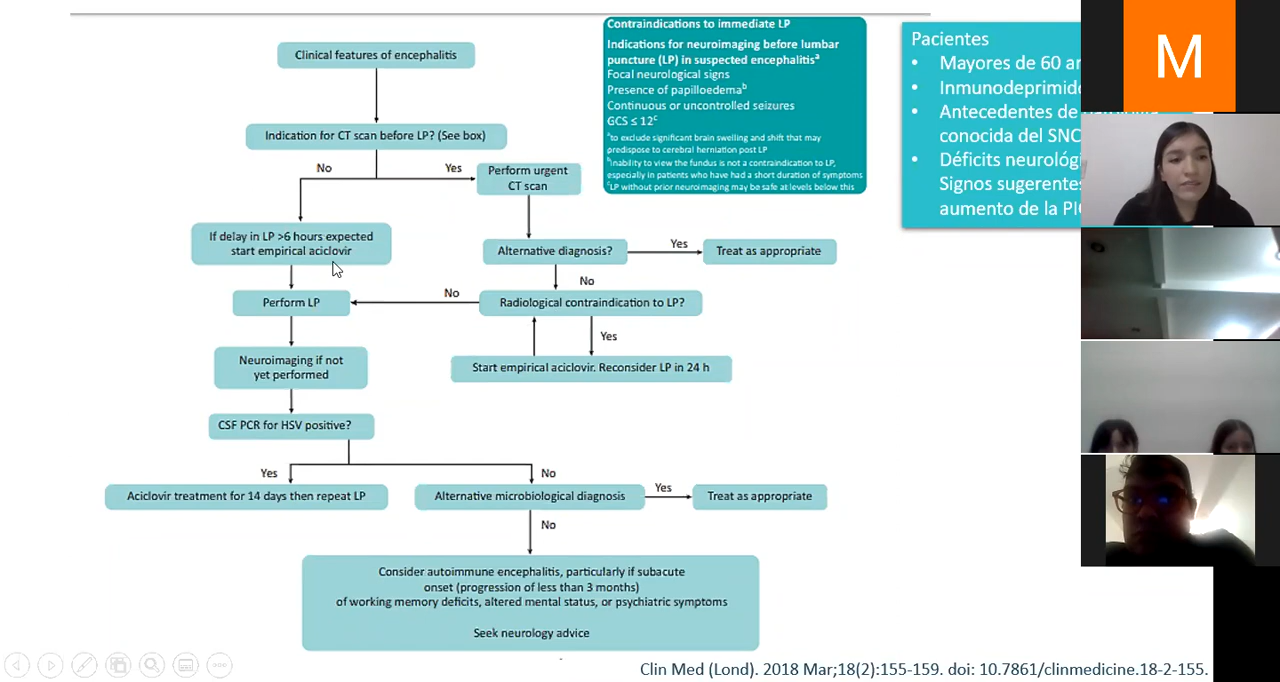 Clinical features of encephalitis
Indication for CT scan before LP? (See box)
No
Yes
Perform urgent
CT scan
If delay in LP >6 hours expected
start empirical aciclovir
Alternative diagnosis?
Yes
Treat as appropriate
No
Perform LP
No
Radiological contraindication to LP?
Yes
Neuroimaging if not
yet performed
Start empirical aciclovir. Reconsider LP in 24 h
CSF PCR for HSV positive?
Yes
No
Aciclovir treatment for 14 days then repeat LP
Alternative microbiological diagnosis
Yes
Treat as appropriate
No
Consider autoimmune encephalitis, particularly if subacute
onset (progression of less than 3 months)
of working memory deficits, altered mental status, or psychiatric symptoms
Seek neurology advice
Contraindications to immediate LP
Indications for neuroimaging before lumbar
puncture (LP) in suspected encephalitisᵃ
Focal neurological signs
Presence of papilloedemaᵇ
Continuous or uncontrolled seizures
GCS ≤ 12ᶜ
ᵃto exclude significant brain swelling and shift that may
predispose to cerebral herniation post LP
ᵇInability to view the fundus is not a contraindication to LP,
especially in patients who have had a short duration of symptoms
ᶜLP without prior neuroimaging may be safe at levels below this
Pacientes
• Mayores de 60
• 
• Antecedentes de
conocida del SNC
• Déficits
Signos
aumento de la
M
Clin Med (Lond). 2018 Mar;18(2):155-159. doi: 10.7861/clinmedicine.18-2-155.